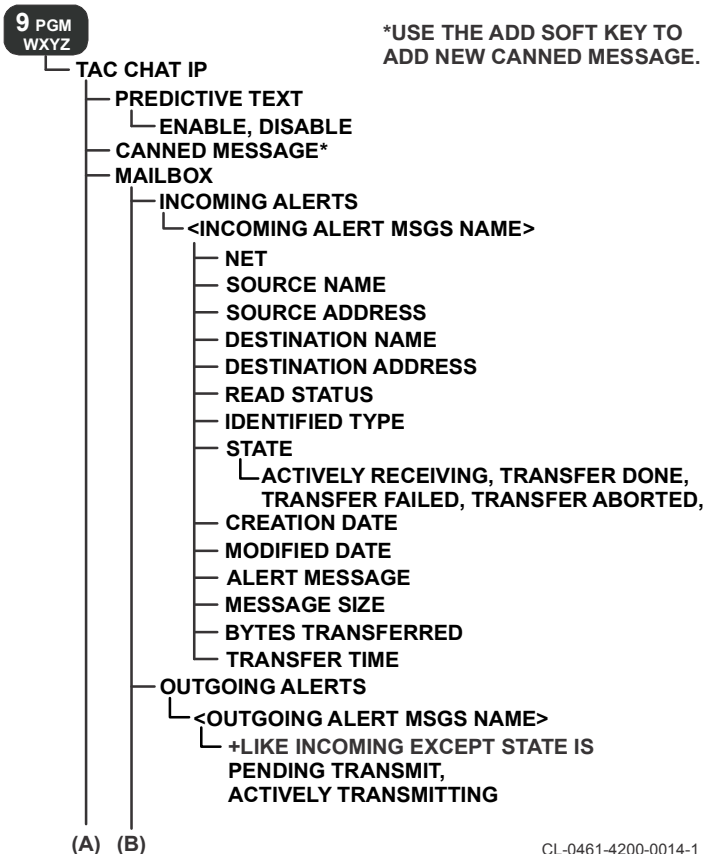 9 PGM
WXYZ
*USE THE ADD SOFT KEY TO
ADD NEW CANNED MESSAGE.
TAC CHAT IP
PREDICTIVE TEXT
ENABLE, DISABLE
CANNED MESSAGE*
MAILBOX
INCOMING ALERTS
<INCOMING ALERT MSGS NAME>
NET
SOURCE NAME
SOURCE ADDRESS
DESTINATION NAME
DESTINATION ADDRESS
READ STATUS
IDENTIFIED TYPE
STATE
ACTIVELY RECEIVING, TRANSFER DONE,
TRANSFER FAILED, TRANSFER ABORTED,
CREATION DATE
MODIFIED DATE
ALERT MESSAGE
MESSAGE SIZE
BYTES TRANSFERRED
TRANSFER TIME
OUTGOING ALERTS
<OUTGOING ALERT MSGS NAME>
+LIKE INCOMING EXCEPT STATE IS
PENDING TRANSMIT,
ACTIVELY TRANSMITTING
(A) (B)
CL-0461-4200-0014-1